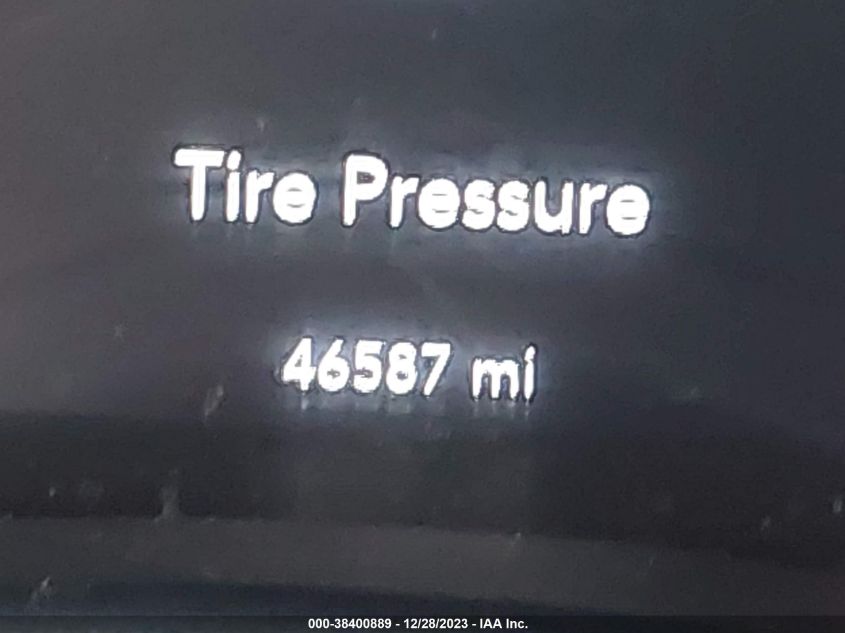 Tire Pressure
46587 mi
000-38400889 - 12/28/2023 - IAA Inc.